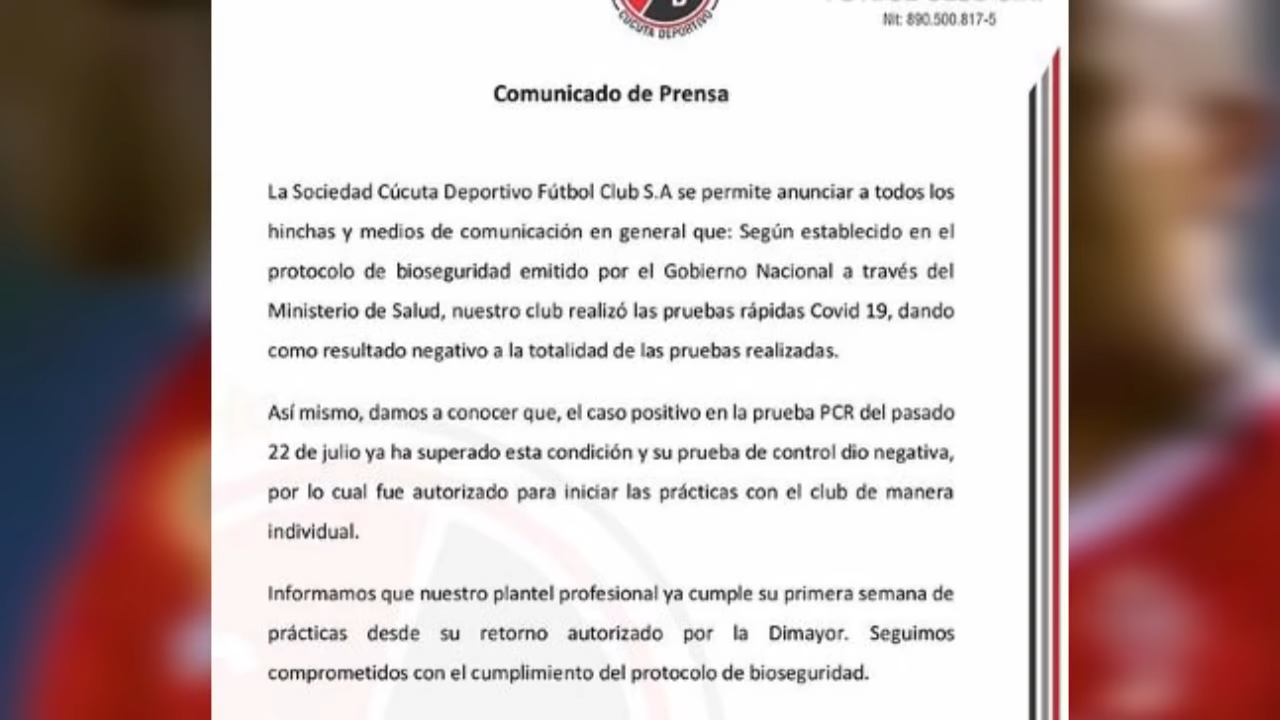 CÚCUTA DEPORTIVO
Nit: 890.500.817-5
Comunicado de Prensa
La Sociedad Cúcuta Deportivo Fútbol Club S.A se permite anunciar a todos los
hinchas y medios de comunicación en general que: Según establecido en el
protocolo de bioseguridad emitido por el Gobierno Nacional a través del
Ministerio de Salud, nuestro club realizó las pruebas rápidas Covid 19, dando
como resultado negativo a la totalidad de las pruebas realizadas.
Así mismo, damos a conocer que, el caso positivo en la prueba PCR del pasado
22 de julio ya ha superado esta condición y su prueba de control dio negativa,
por lo cual fue autorizado para iniciar las prácticas con el club de manera
individual.
Informamos que nuestro plantel profesional ya cumple su primera semana de
prácticas desde su retorno autorizado por la Dimayor. Seguimos
comprometidos con el cumplimiento del protocolo de bioseguridad.